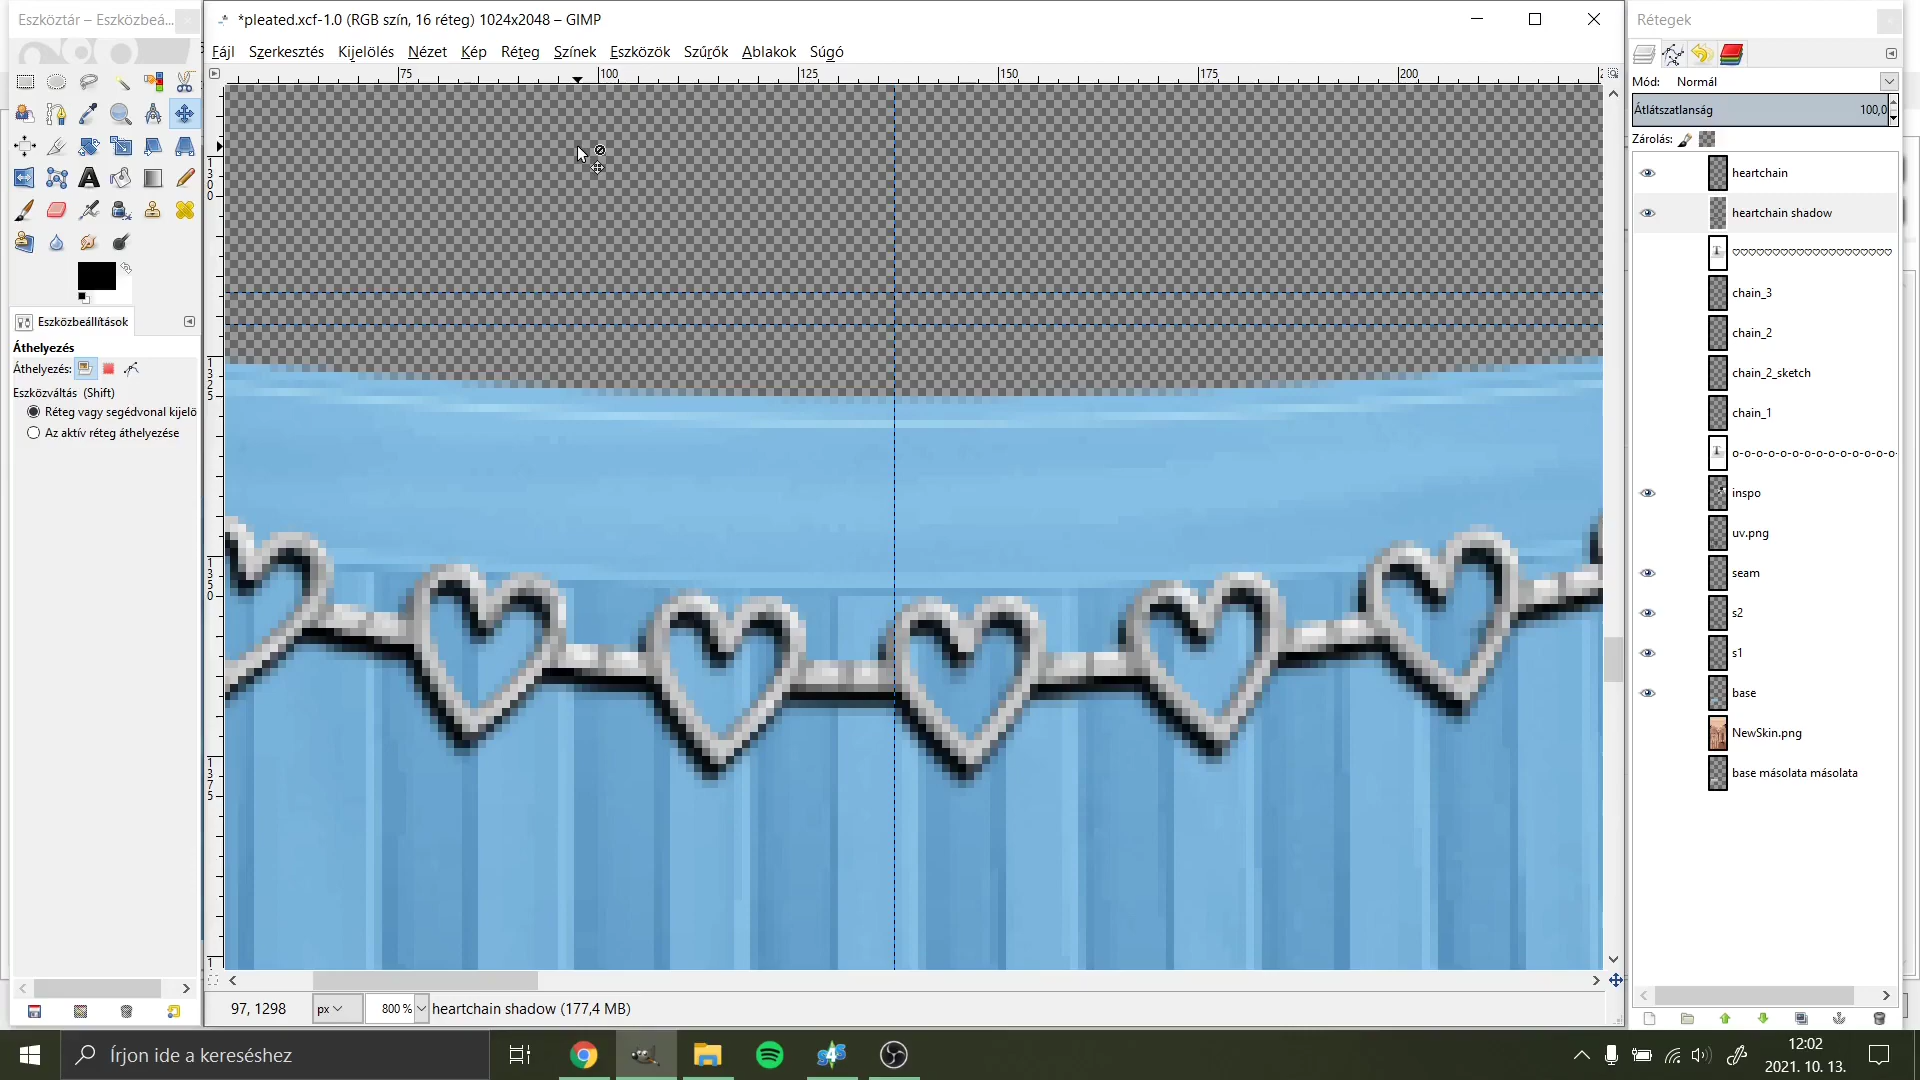 Eszköztár – Eszközbeá...
*pleated.xcf-1.0 (RGB szín, 16 réteg) 1024x2048 – GIMP
Rétegek
Fájl Szerkesztés Kijelölés Nézet Kép Réteg Színek Eszközök Szűrők Ablakok Súgó
75 100 125 150 175 200
Mód: Normál
Átlátszatlanság 100,0
Zárolás:
heartchain
heartchain shadow
♡♡♡♡♡♡♡♡♡♡♡♡♡♡♡♡♡♡♡♡
chain_3
chain_2
chain_2_sketch
chain_1
o-o-o-o-o-o-o-o-o-o-o-o-o-o-
inspo
uv.png
seam
s2
s1
base
NewSkin.png
base másolata másolata
Eszközbeállítások
Áthelyezés
Áthelyezés:
Eszközváltás (Shift)
Réteg vagy segédvonal kijelö
Az aktív réteg áthelyezése
1300
1325
1350
1375
97, 1298 px 800 % heartchain shadow (177,4 MB)
Írjon ide a kereséshez
12:02
2021. 10. 13.